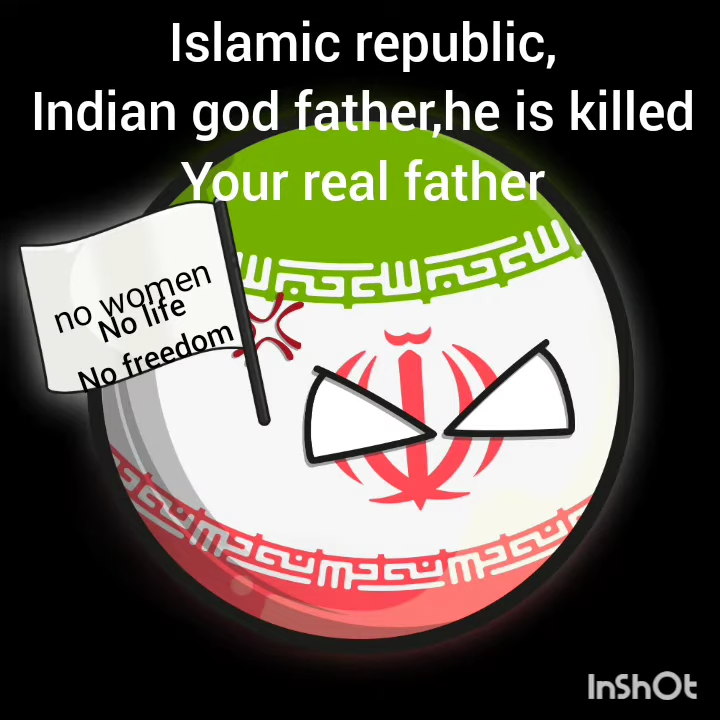 Islamic republic,
Indian god father,he is killed
Your real father
no women
No life
No freedom
InShOt